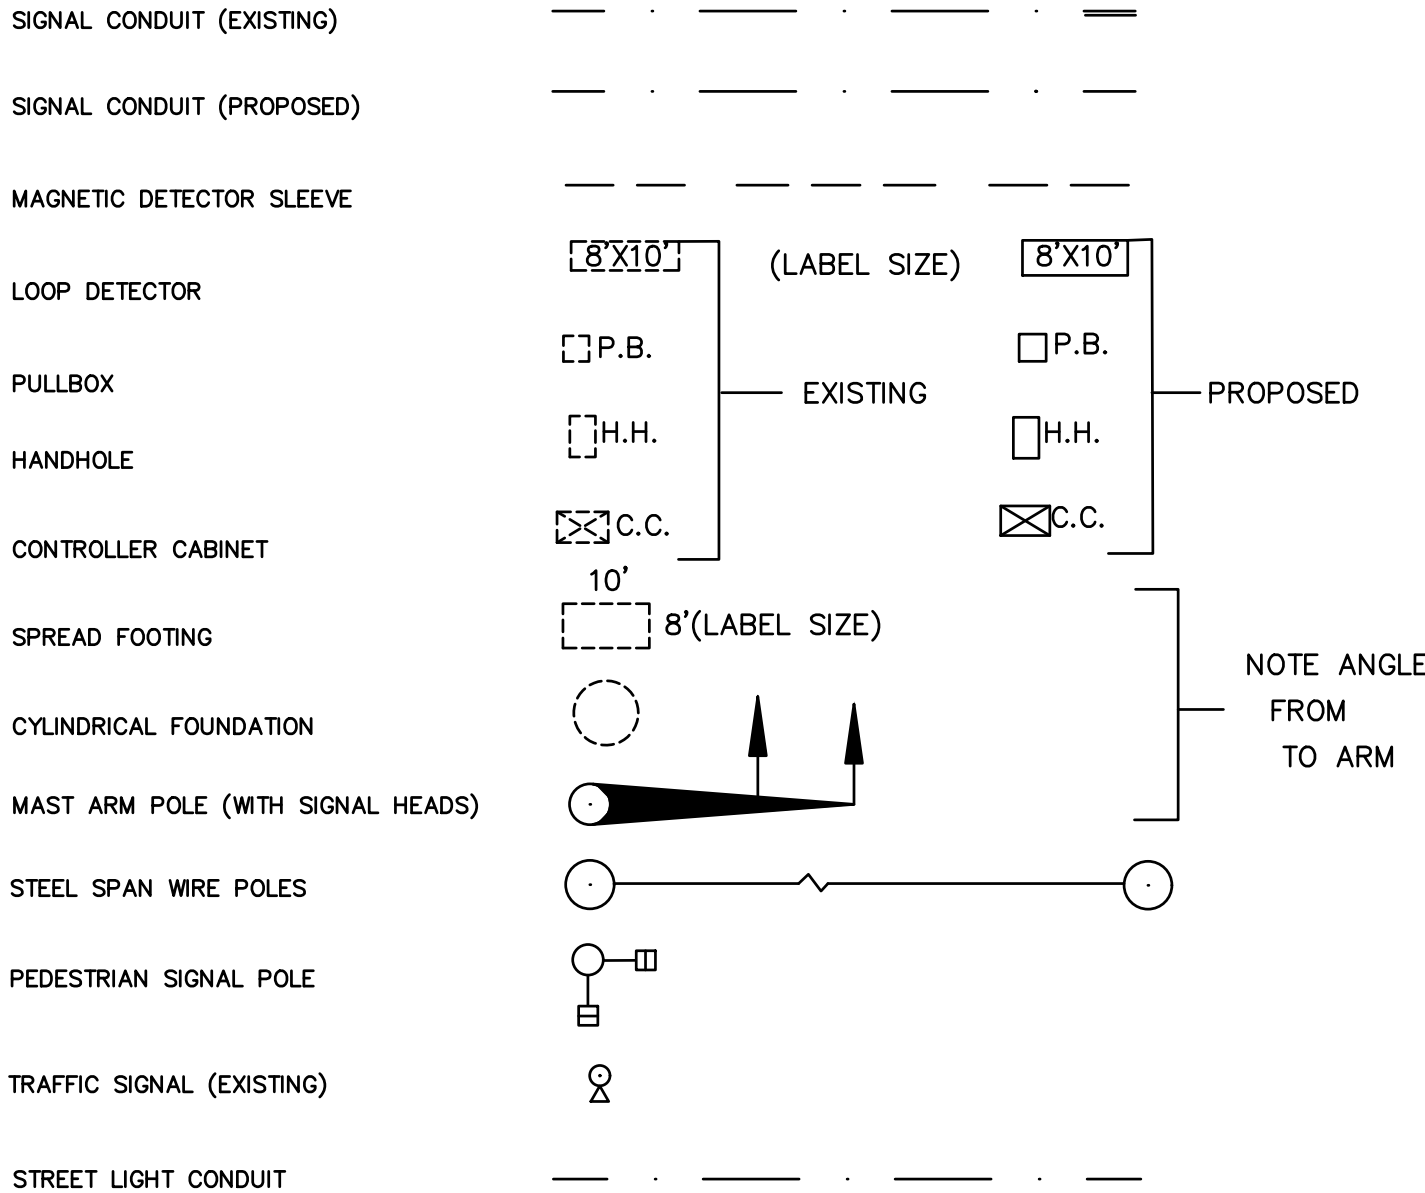 SIGNAL CONDUIT (EXISTING)
SIGNAL CONDUIT (PROPOSED)
MAGNETIC DETECTOR SLEEVE
8'X10' (LABEL SIZE) 8'X10'
LOOP DETECTOR
P.B. P.B.
PULLBOX EXISTING PROPOSED
H.H. H.H.
HANDHOLE
C.C. C.C.
CONTROLLER CABINET
10'
SPREAD FOOTING 8'(LABEL SIZE)
NOTE ANGLE
FROM
CYLINDRICAL FOUNDATION
TO ARM
MAST ARM POLE (WITH SIGNAL HEADS)
STEEL SPAN WIRE POLES
PEDESTRIAN SIGNAL POLE
TRAFFIC SIGNAL (EXISTING)
STREET LIGHT CONDUIT